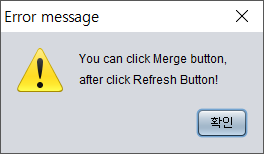 Error message
You can click Merge button,
after click Refresh Button!
확인